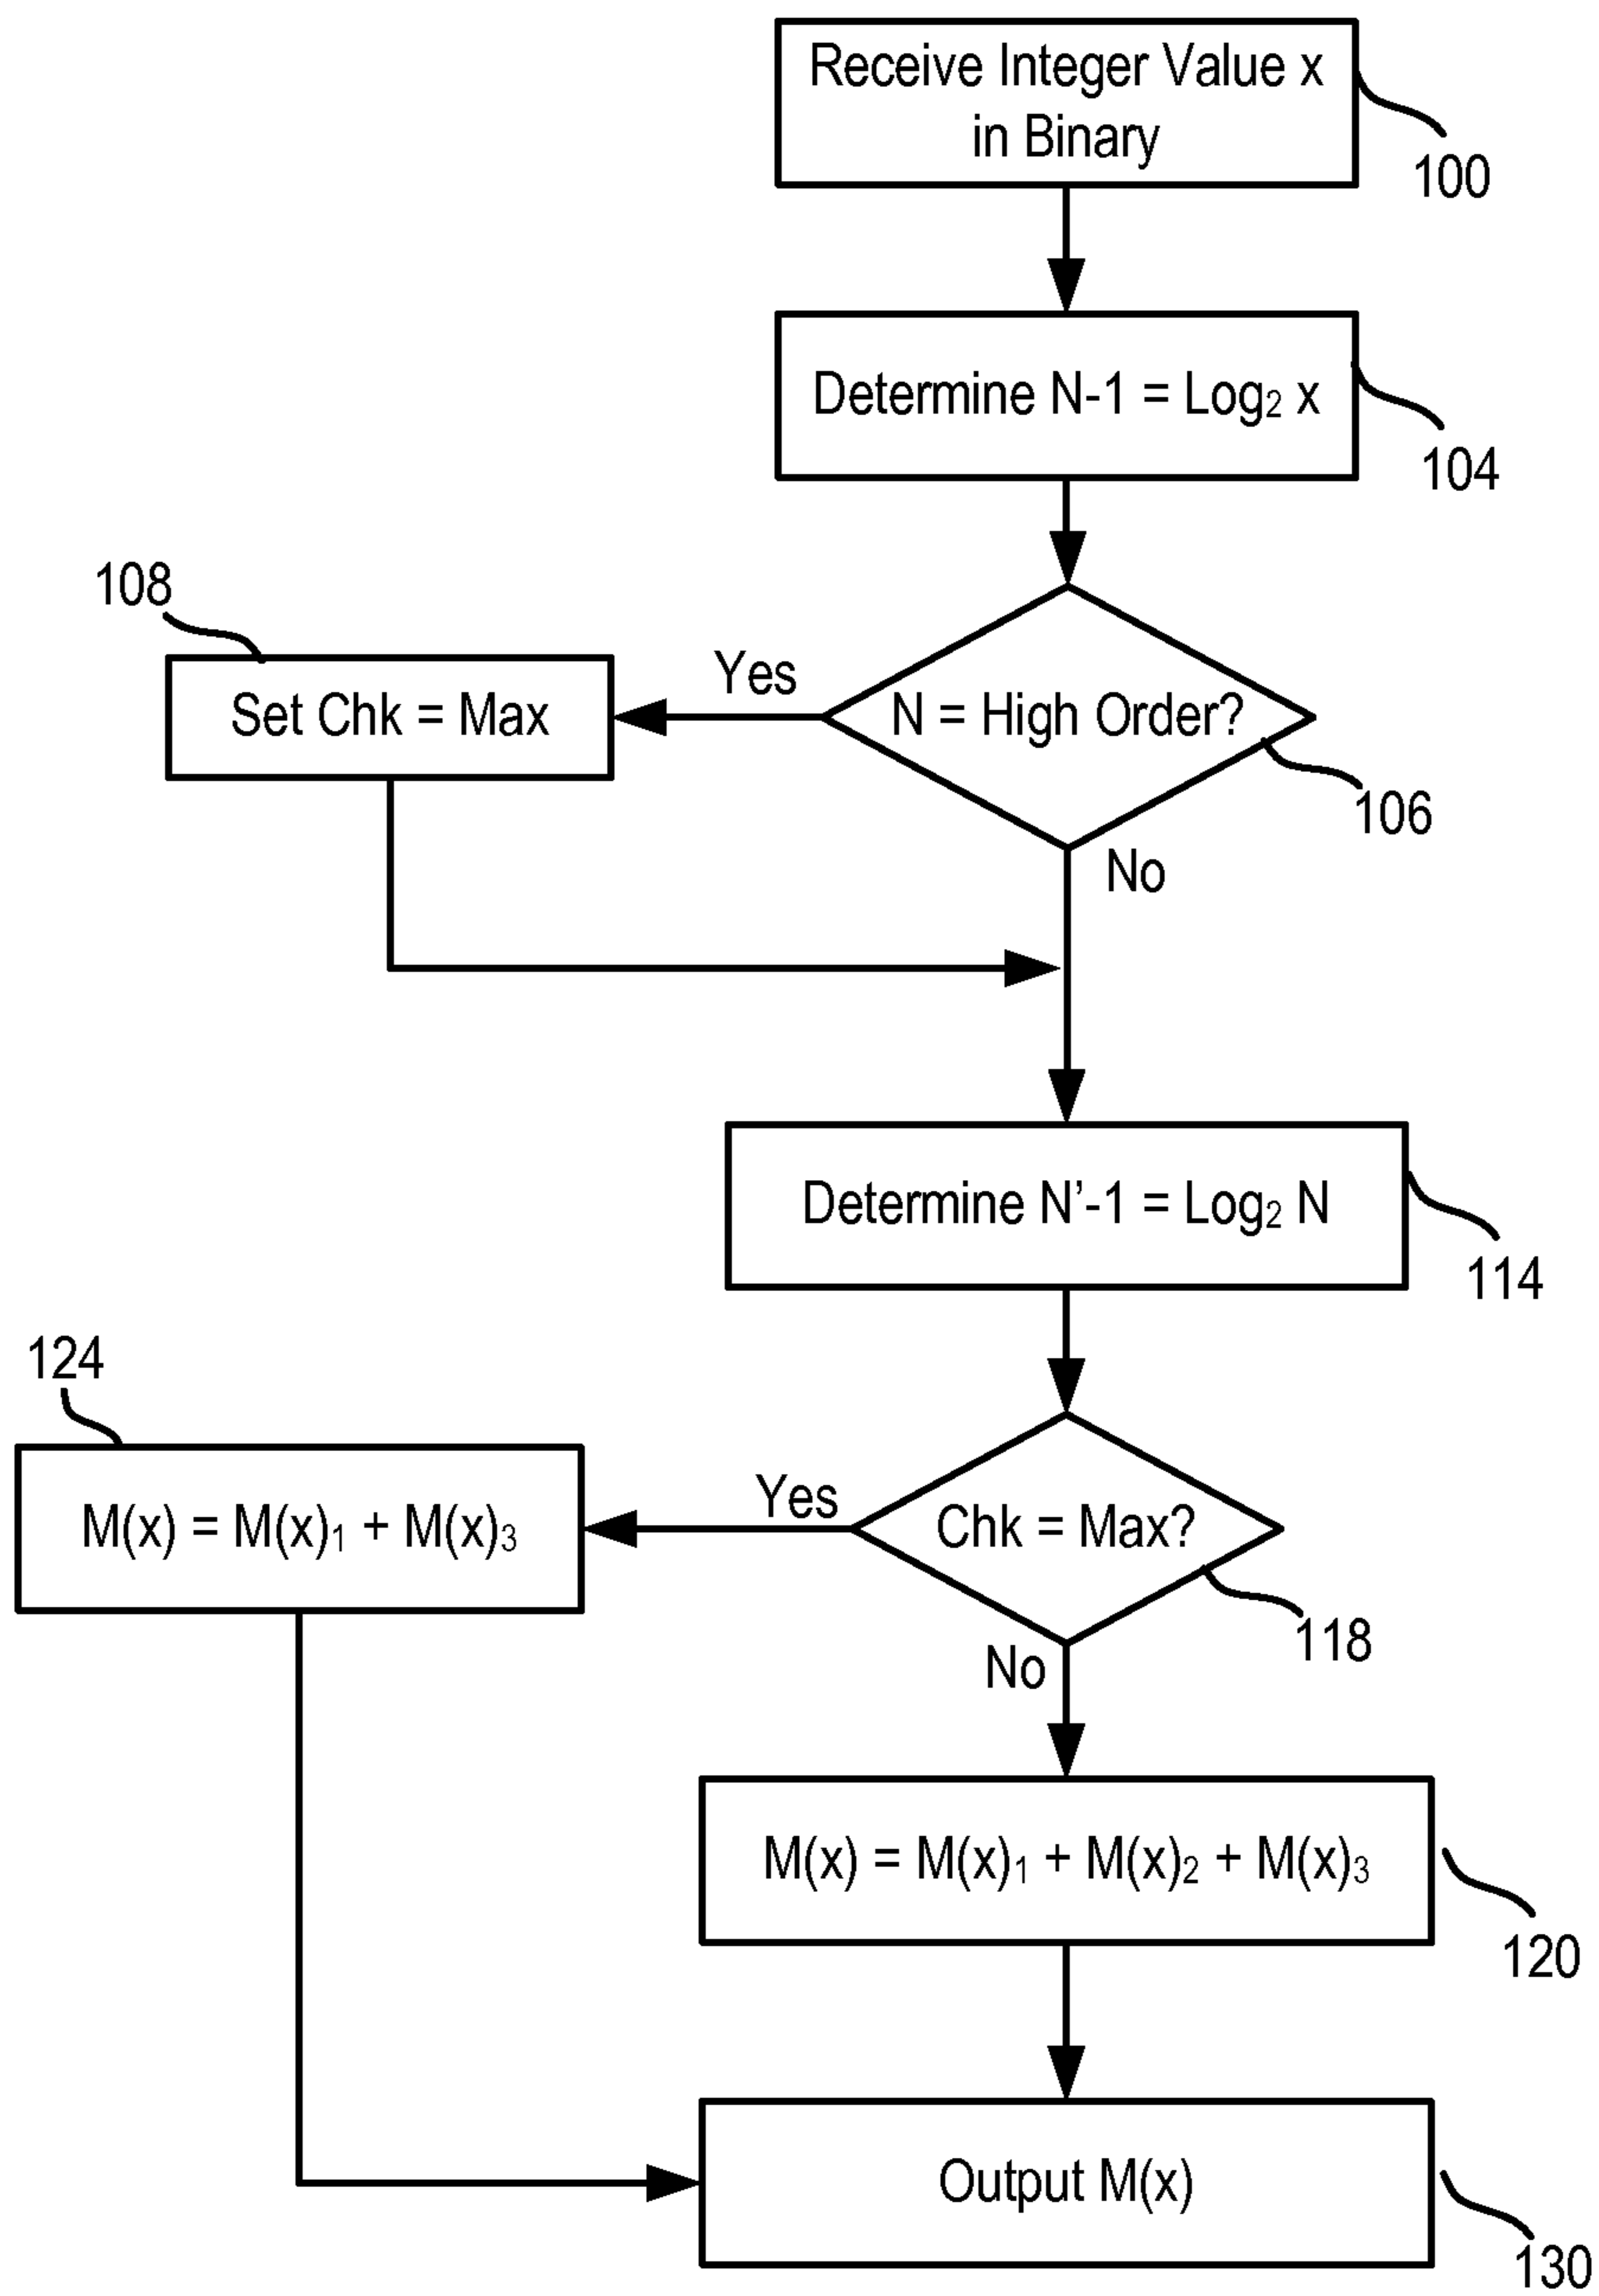 Receive Integer Value x
in Binary
100
Determine N-1 = Log₂ x
104
108
Set Chk = Max
Yes
N = High Order?
106
No
Determine N’-1 = Log₂ N
114
124
M(x) = M(x)₁ + M(x)₃
Yes
Chk = Max?
118
No
M(x) = M(x)₁ + M(x)₂ + M(x)₃
120
Output M(x)
130